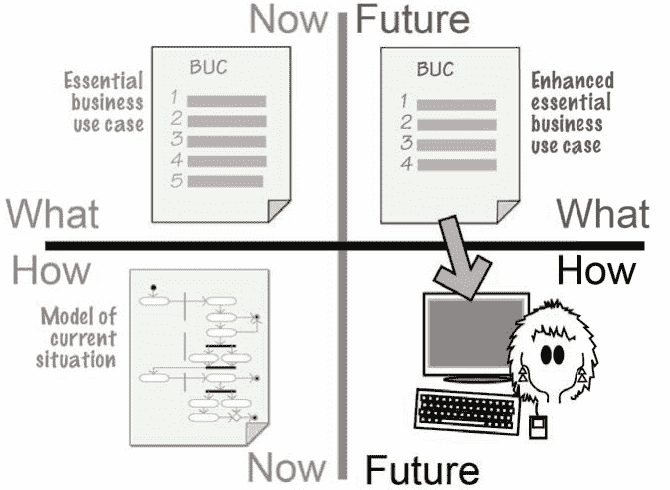 Now
Future
Essential
business
use case
BUC
1
2
3
4
5
BUC
1
2
3
4
Enhanced
essential
business
use case
What
What
How
How
Model of
current
situation
Now
Future